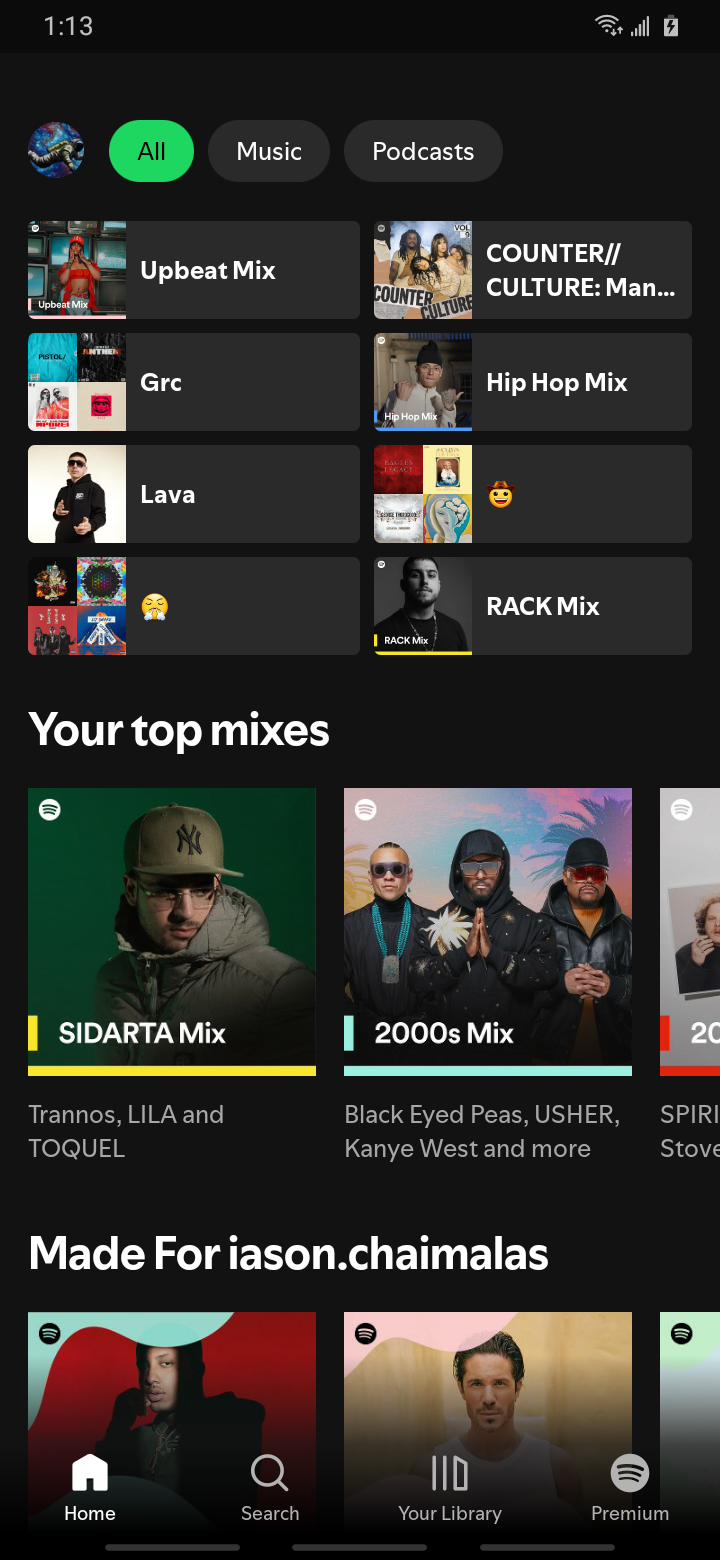 1:13
All
Music
Podcasts
Upbeat Mix
Upbeat Mix
VOL 9
COUNTER CULTURE
COUNTER//
CULTURE: Man...
PISTOL/
ANTHEM
Grc
Hip Hop Mix
Hip Hop Mix
Lava
EAGLES
LEGACY
RACK Mix
RACK Mix
Your top mixes
SIDARTA Mix
2000s Mix
20
Trannos, LILA and
TOQUEL
Black Eyed Peas, USHER,
Kanye West and more
SPIRI
Stove
Made For iason.chaimalas
Home
Search
Your Library
Premium